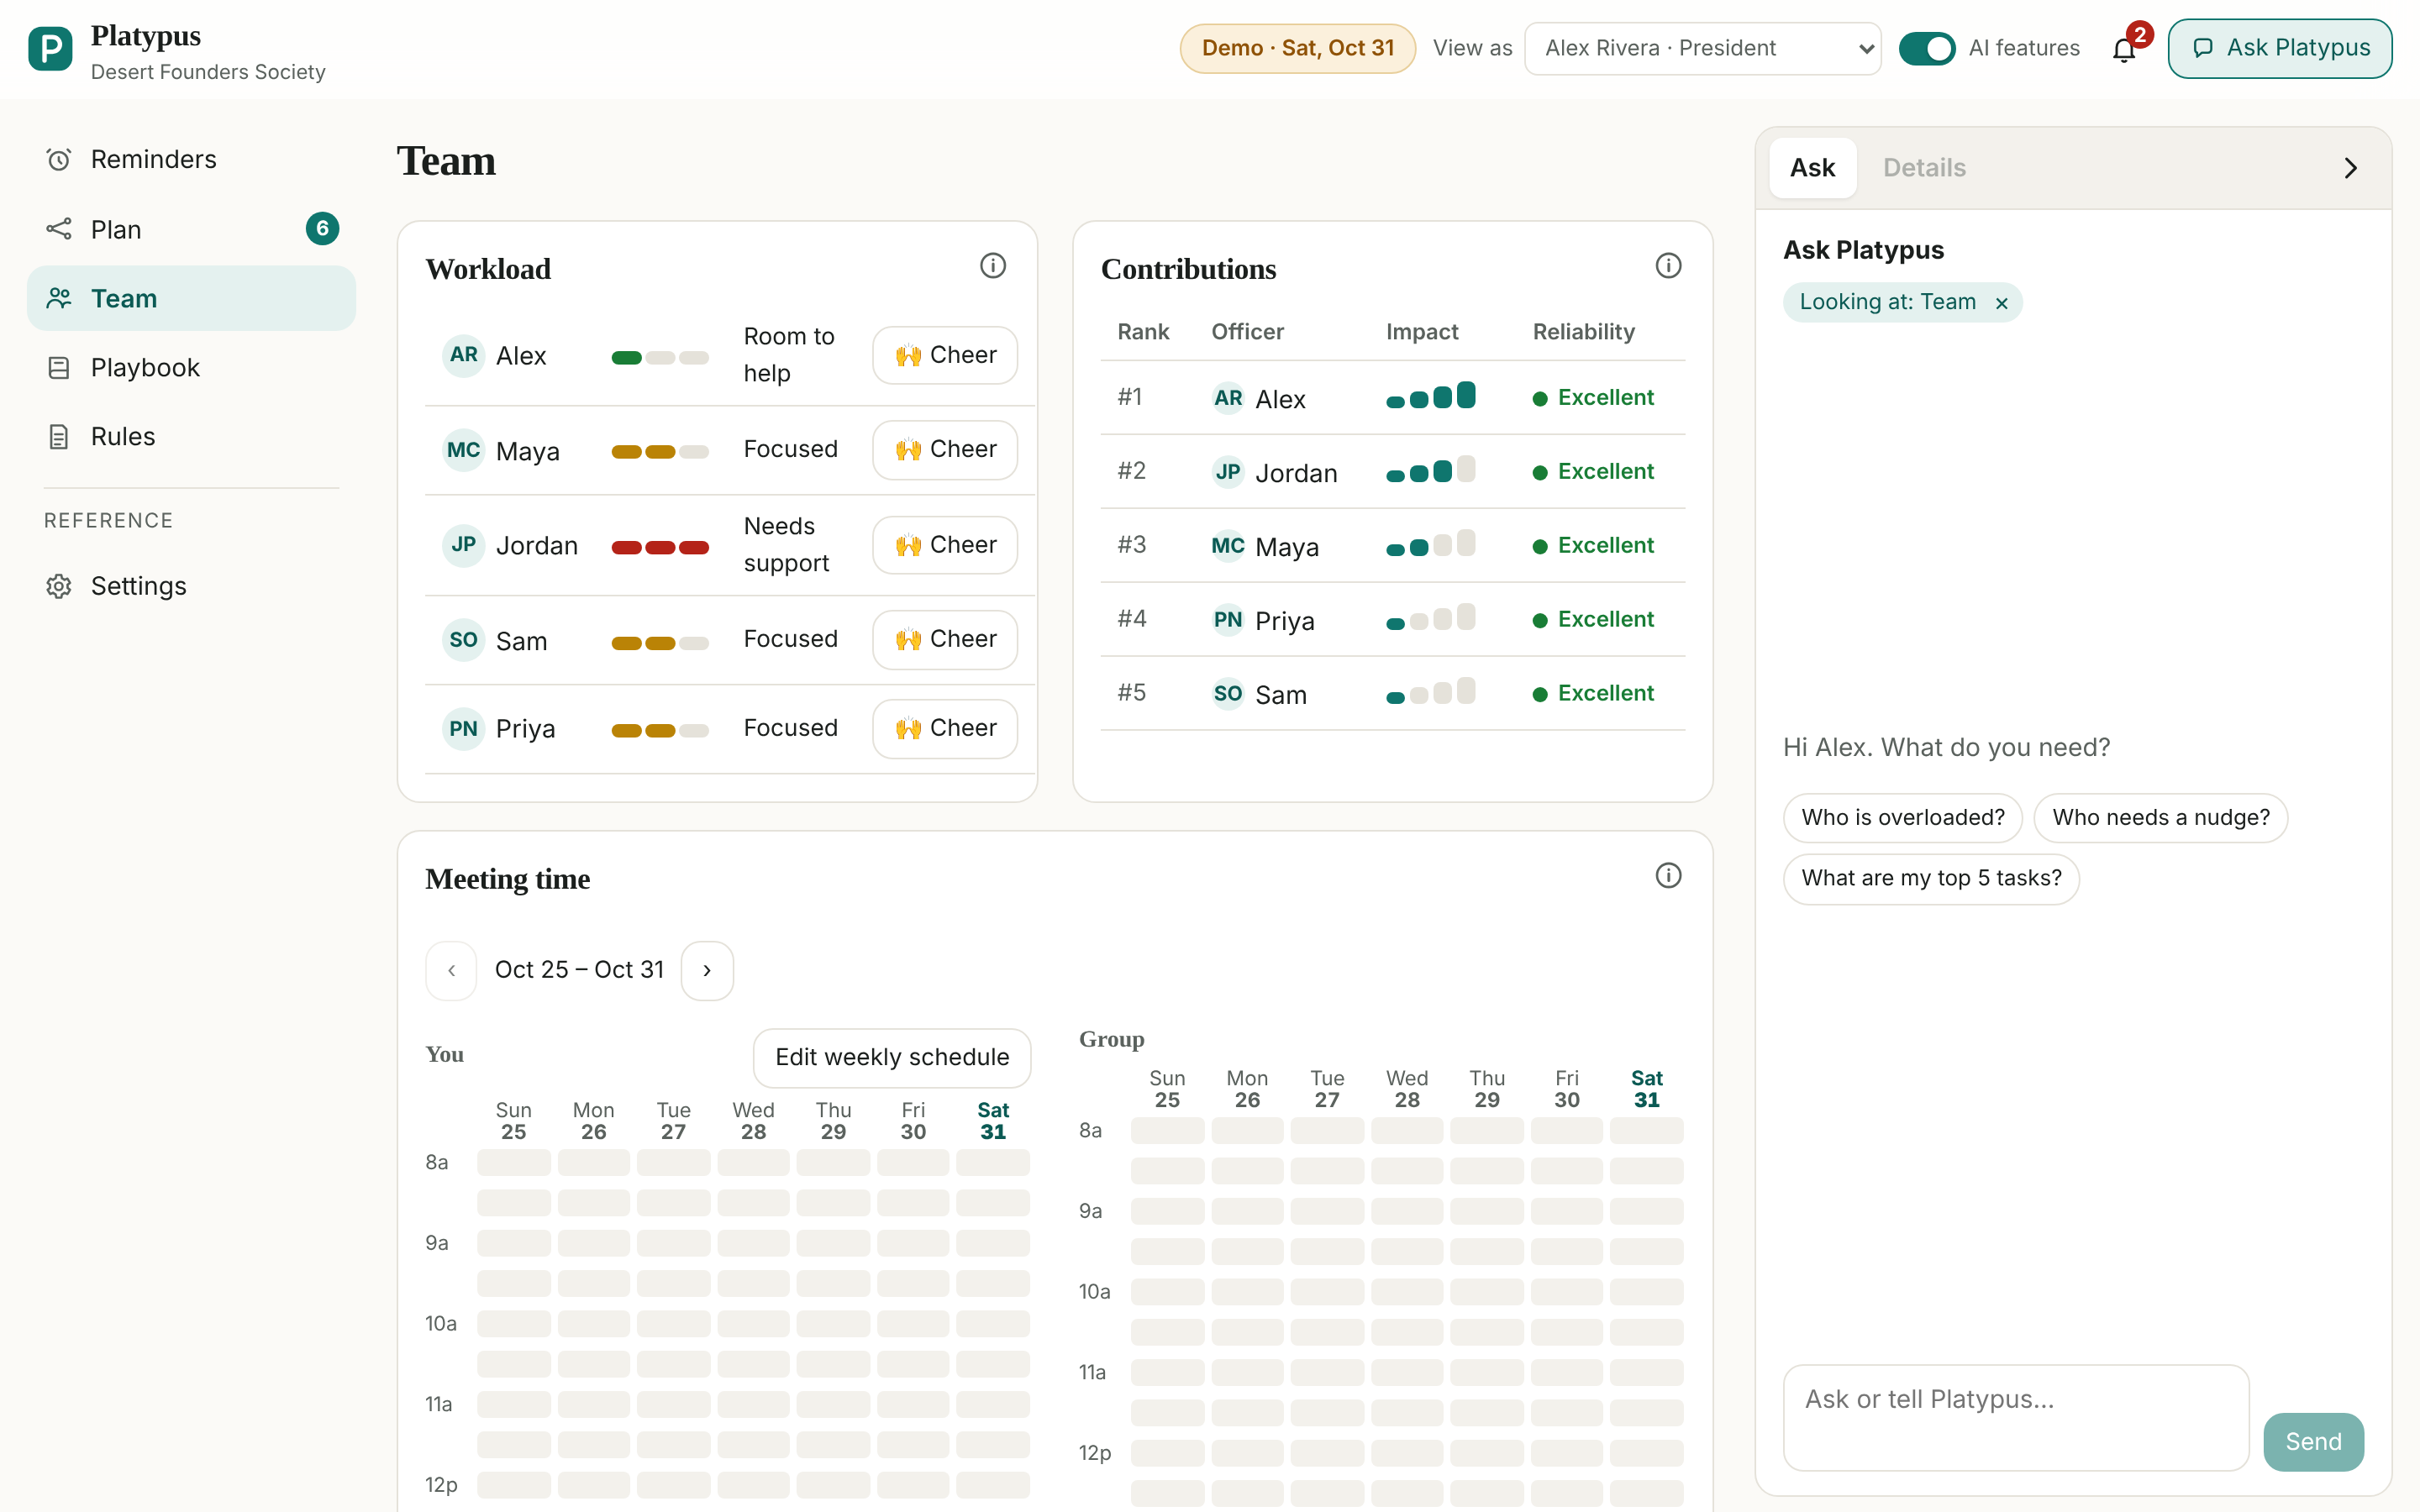 P
Platypus
Desert Founders Society
Demo · Sat, Oct 31
View as
Alex Rivera · President
AI features
2
Ask Platypus
Reminders
Plan
6
Team
Playbook
Rules
REFERENCE
Settings
Team
Workload
AR Alex Room to help 🙌 Cheer
MC Maya Focused 🙌 Cheer
JP Jordan Needs support 🙌 Cheer
SO Sam Focused 🙌 Cheer
PN Priya Focused 🙌 Cheer
Contributions
Rank Officer Impact Reliability
#1 AR Alex Excellent
#2 JP Jordan Excellent
#3 MC Maya Excellent
#4 PN Priya Excellent
#5 SO Sam Excellent
Meeting time
‹ Oct 25 – Oct 31 ›
You
Edit weekly schedule
Sun Mon Tue Wed Thu Fri Sat
25 26 27 28 29 30 31
8a
9a
10a
11a
12p
Group
Sun Mon Tue Wed Thu Fri Sat
25 26 27 28 29 30 31
8a
9a
10a
11a
12p
Ask Details
Ask Platypus
Looking at: Team ×
Hi Alex. What do you need?
Who is overloaded? Who needs a nudge?
What are my top 5 tasks?
Ask or tell Platypus...
Send